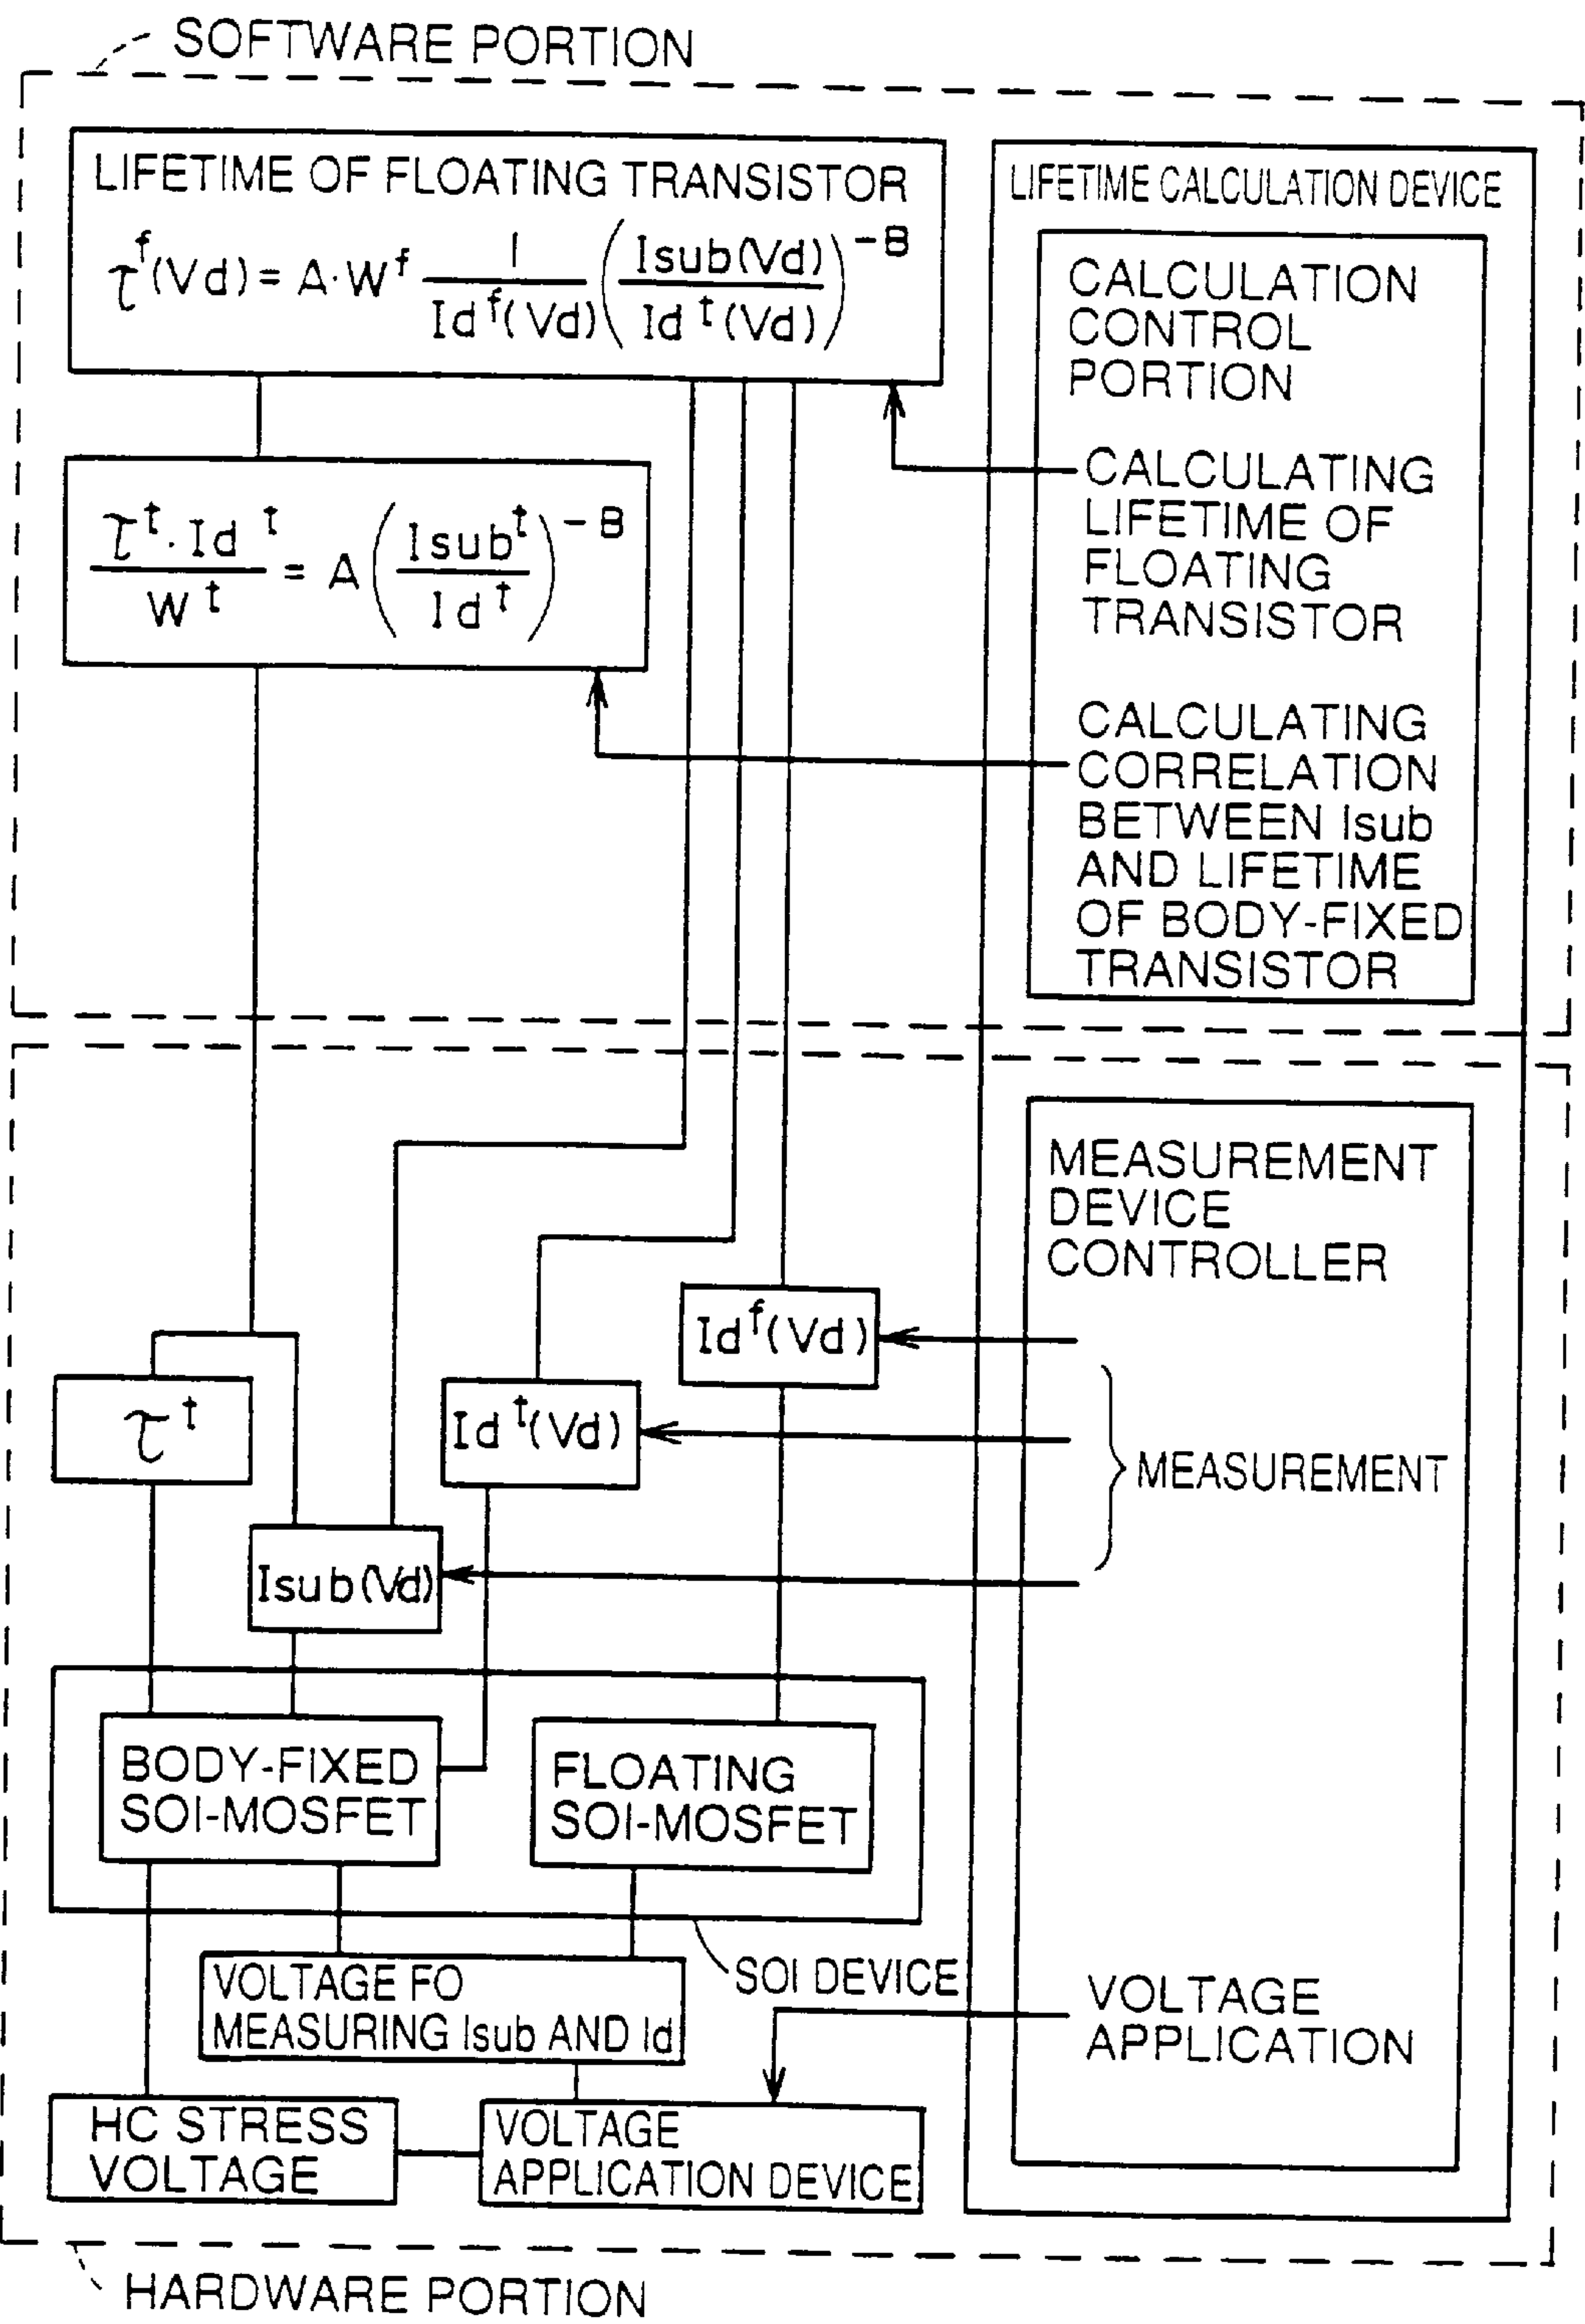 SOFTWARE PORTION
LIFETIME OF FLOATING TRANSISTOR
τ^f(Vd) = A·W^f 1/Id^f(Vd) (Isub(Vd)/Id^t(Vd))^-B
τ^t·Id^t/W^t = A(Isub^t/Id^t)^-B
LIFETIME CALCULATION DEVICE
CALCULATION
CONTROL
PORTION
CALCULATING
LIFETIME OF
FLOATING
TRANSISTOR
CALCULATING
CORRELATION
BETWEEN Isub
AND LIFETIME
OF BODY-FIXED
TRANSISTOR
MEASUREMENT
DEVICE
CONTROLLER
Id^f(Vd)
τ^t
Id^t(Vd)
MEASUREMENT
Isub(Vd)
BODY-FIXED
SOI-MOSFET
FLOATING
SOI-MOSFET
SOI DEVICE
VOLTAGE FO
MEASURING Isub AND Id
VOLTAGE
APPLICATION
HC STRESS
VOLTAGE
VOLTAGE
APPLICATION DEVICE
HARDWARE PORTION